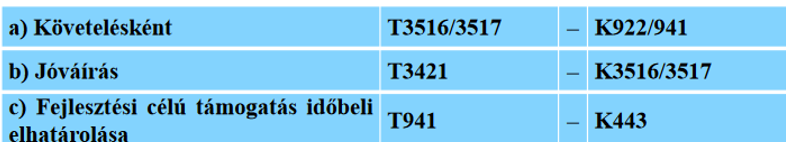 a) Követelésként T3516/3517 – K922/941
b) Jóváírás T3421 – K3516/3517
c) Fejlesztési célú támogatás időbeli
elhatárolása T941 – K443